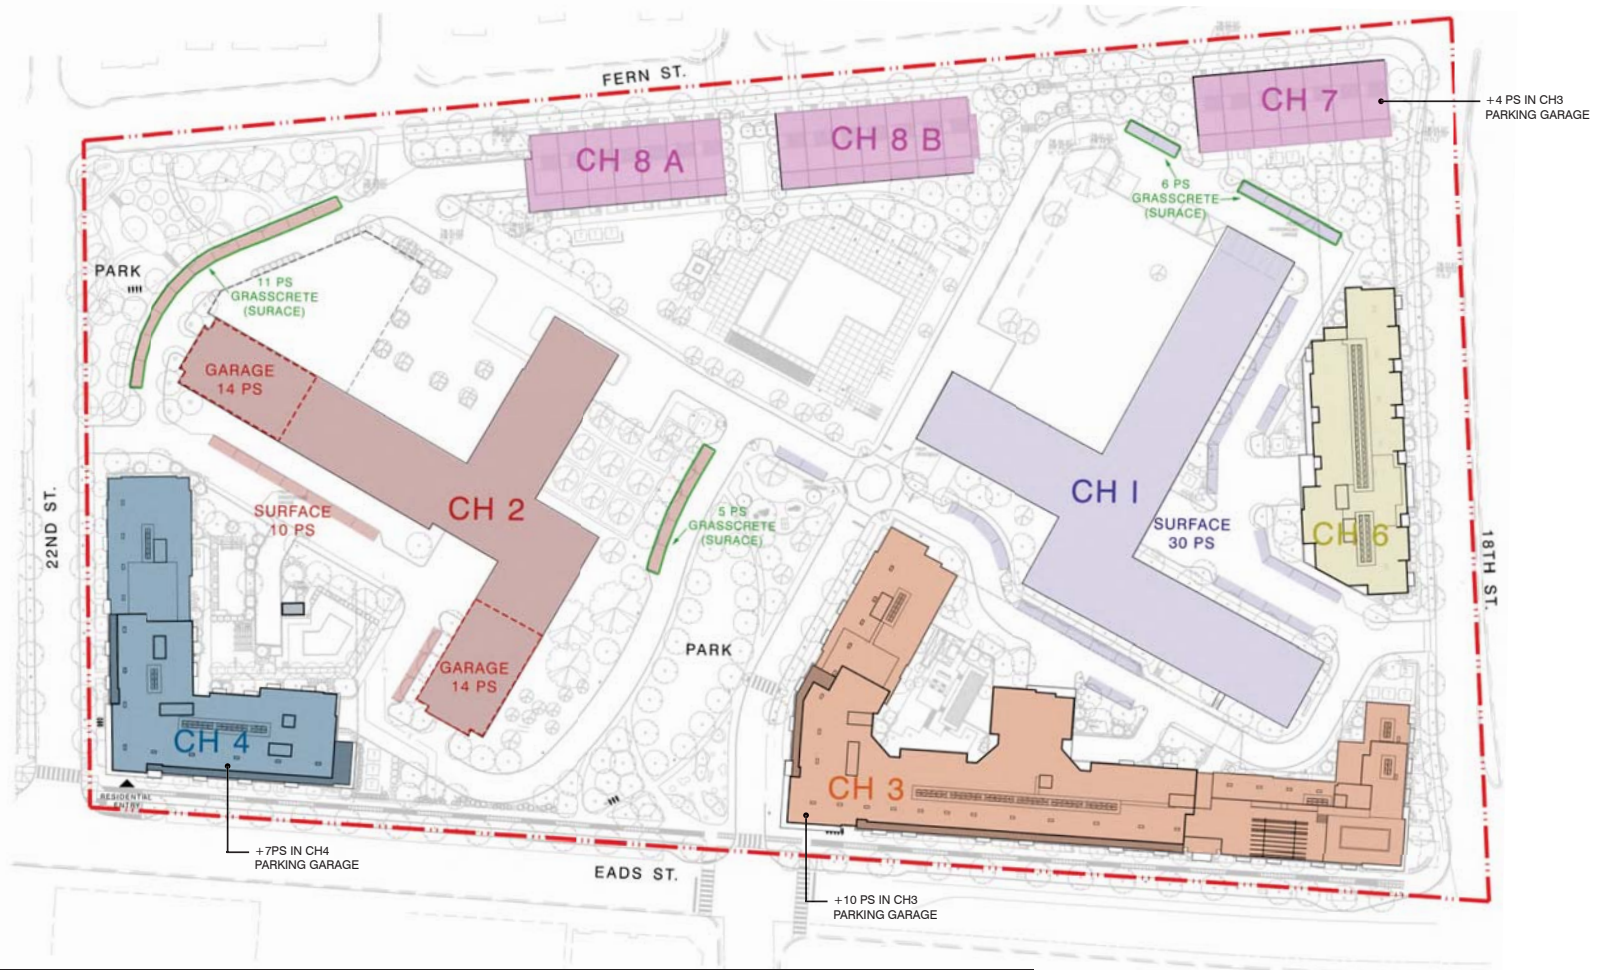 FERN ST.
CH 7
+4 PS IN CH3
PARKING GARAGE
CH 8 A
CH 8 B
6 PS
GRASSCRETE
(SURACE)
PARK
11 PS
GRASSCRETE
(SURACE)
GARAGE
14 PS
CH 2
CH I
SURFACE
30 PS
CH 6
SURFACE
10 PS
5 PS
GRASSCRETE
(SURACE)
22ND ST.
18TH ST.
PARK
GARAGE
14 PS
CH 4
CH 3
RESIDENTIAL
ENTRY
+7PS IN CH4
PARKING GARAGE
EADS ST.
+10 PS IN CH3
PARKING GARAGE